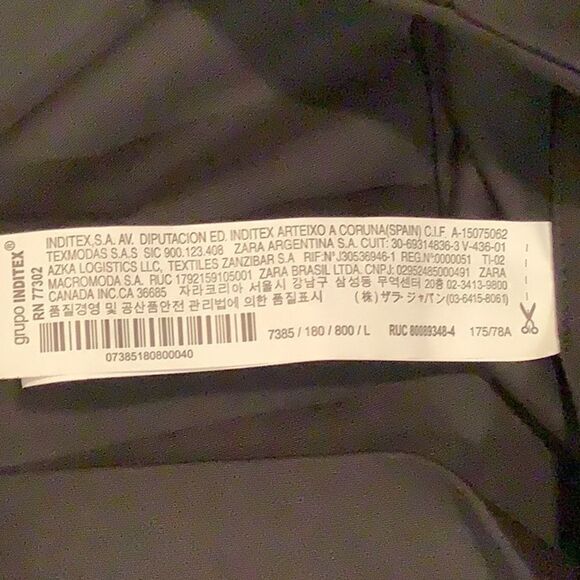 grupo INDITEX®
RN 77302
INDITEX,S.A. AV. DIPUTACION ED. INDITEX ARTEIXO A CORUNA(SPAIN) C.I.F. A-15075062
TEXMODAS S.A.S SIC 900.123.408 ZARA ARGENTINA S.A. CUIT: 30-69314836-3 V-436-01
AZKA LOGISTICS LLC, TEXTILES ZANZIBAR S.A RIF:N°J30536946-1 REG.N°0000051 TI-02
MACROMODA S.A. RUC 1792159105001 ZARA BRASIL LTDA. CNPJ.:02952485000491 ZARA
CANADA INC.CA 36685 자라코리아 서울시 강남구 삼성동 무역센터 20층 02-3413-9800
품질경영 및 공산품안전 관리법에 의한 품질표시 (株) ザラ ジャパン(03-6415-8061)
7385 / 180 / 800 / L RUC 80089348-4 175/78A
07385180800040